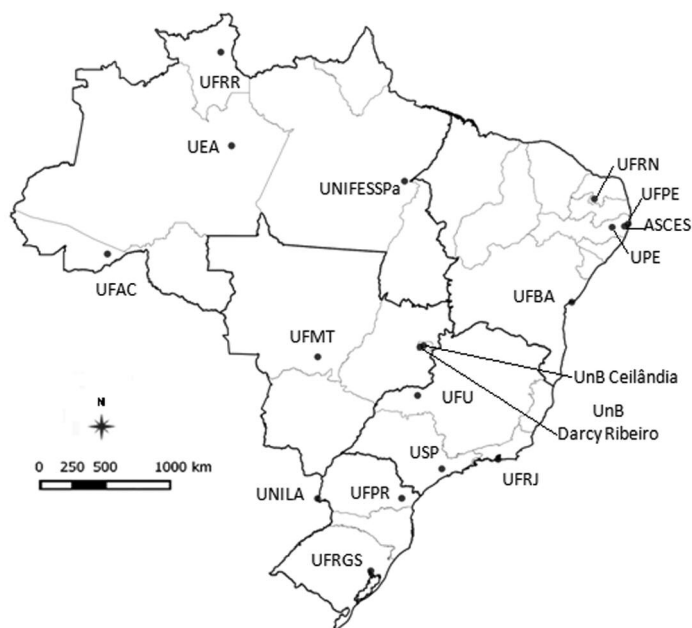 UFRR
UEA
UNIFESSPa
UFRN
UFPE
ASCES
UPE
UFAC
UFBA
UFMT
UnB Ceilândia
UFU
UnB
Darcy Ribeiro
N
USP
UFRJ
0 250 500 1000 km
UNILA
UFPR
UFRGS